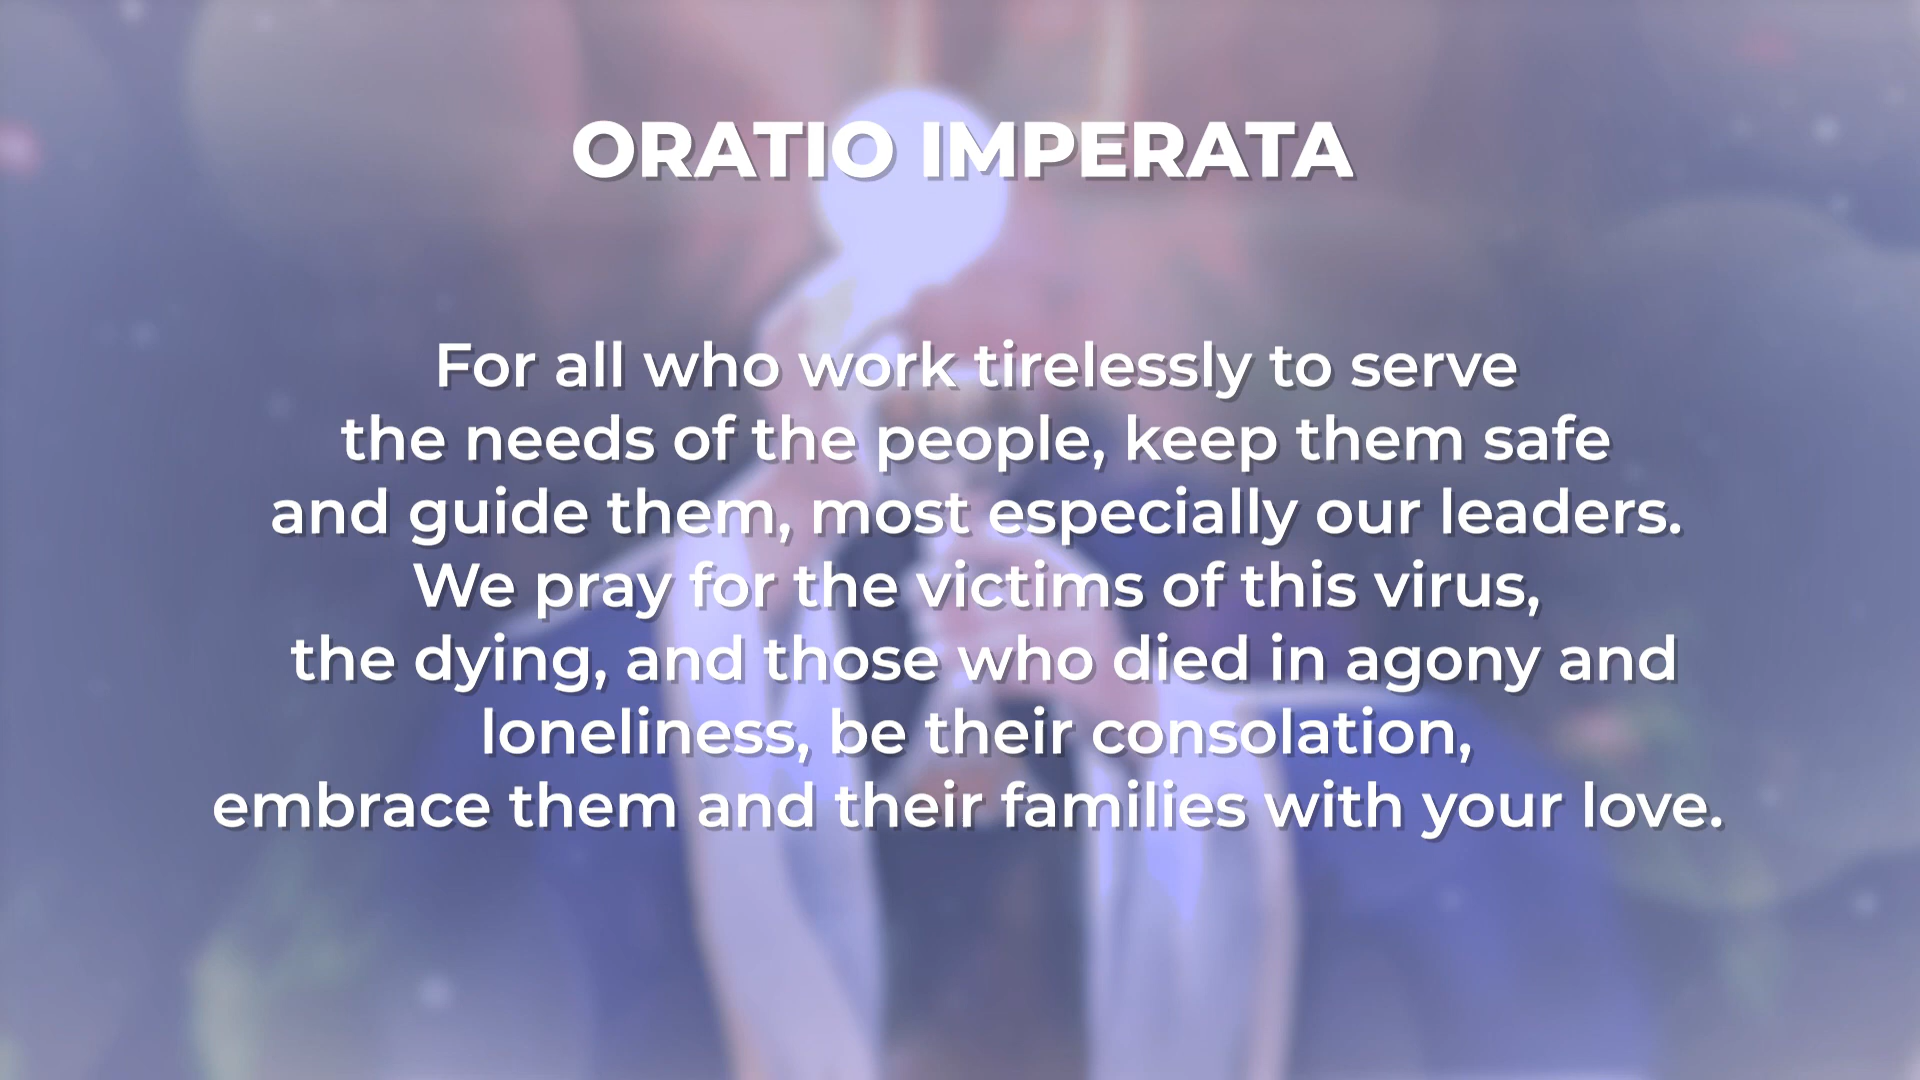 ORATIO IMPERATA
For all who work tirelessly to serve
the needs of the people, keep them safe
and guide them, most especially our leaders.
We pray for the victims of this virus,
the dying, and those who died in agony and
loneliness, be their consolation,
embrace them and their families with your love.